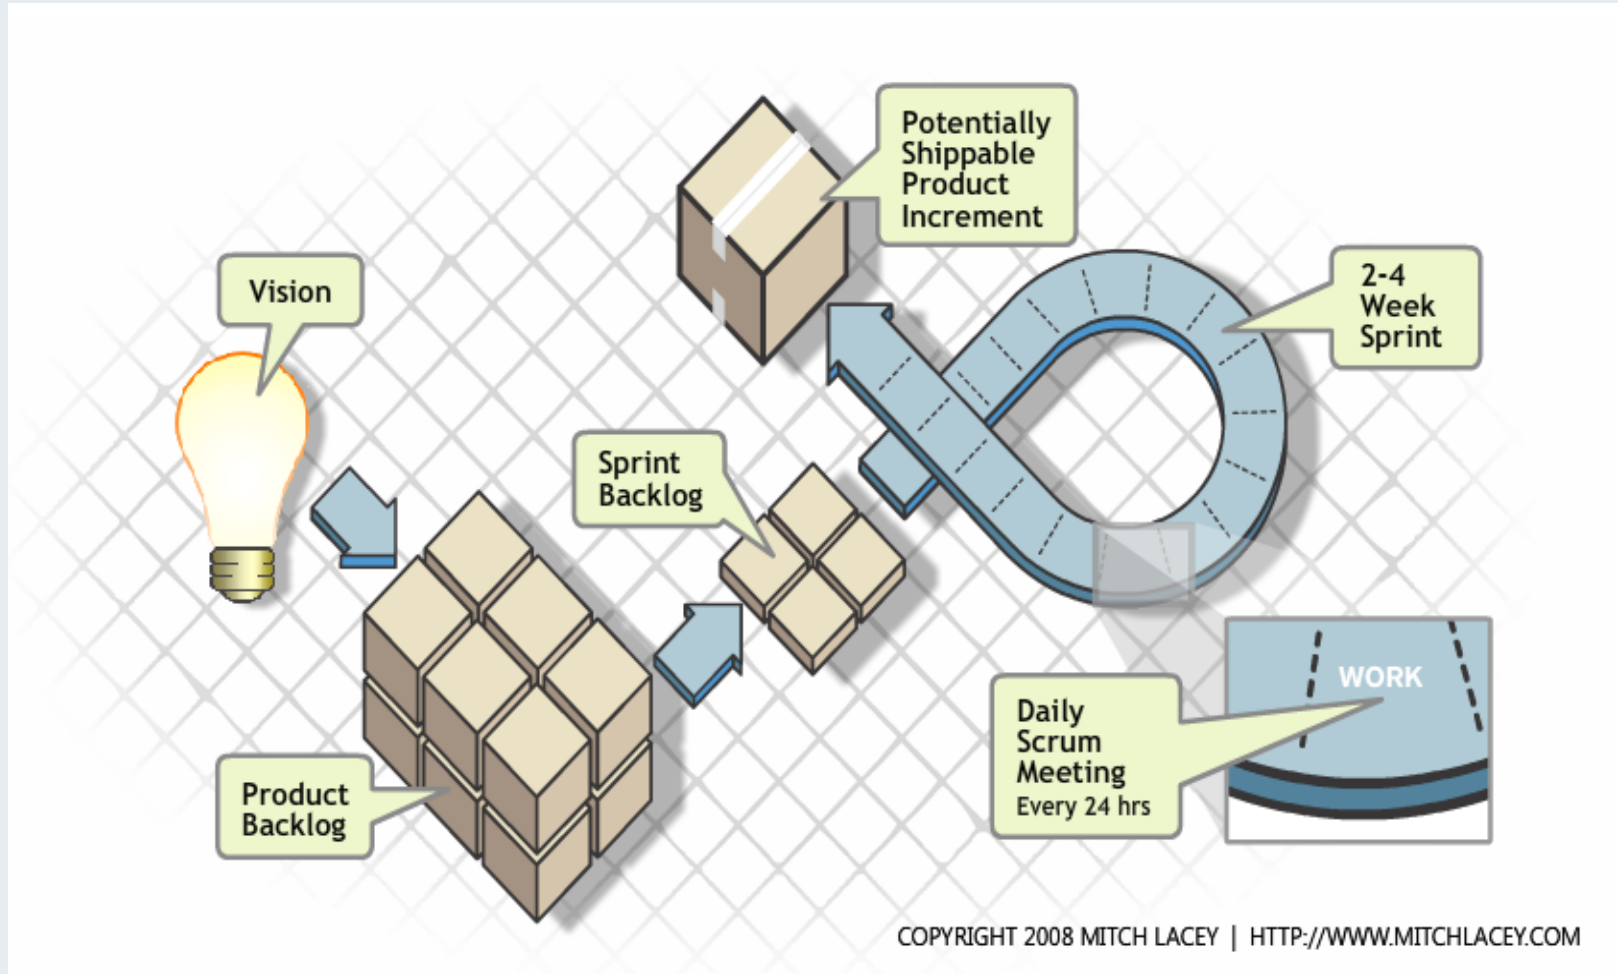 Potentially
Shippable
Product
Increment
Vision
2-4
Week
Sprint
Sprint
Backlog
WORK
Daily
Scrum
Meeting
Every 24 hrs
Product
Backlog
COPYRIGHT 2008 MITCH LACEY | HTTP://WWW.MITCHLACEY.COM